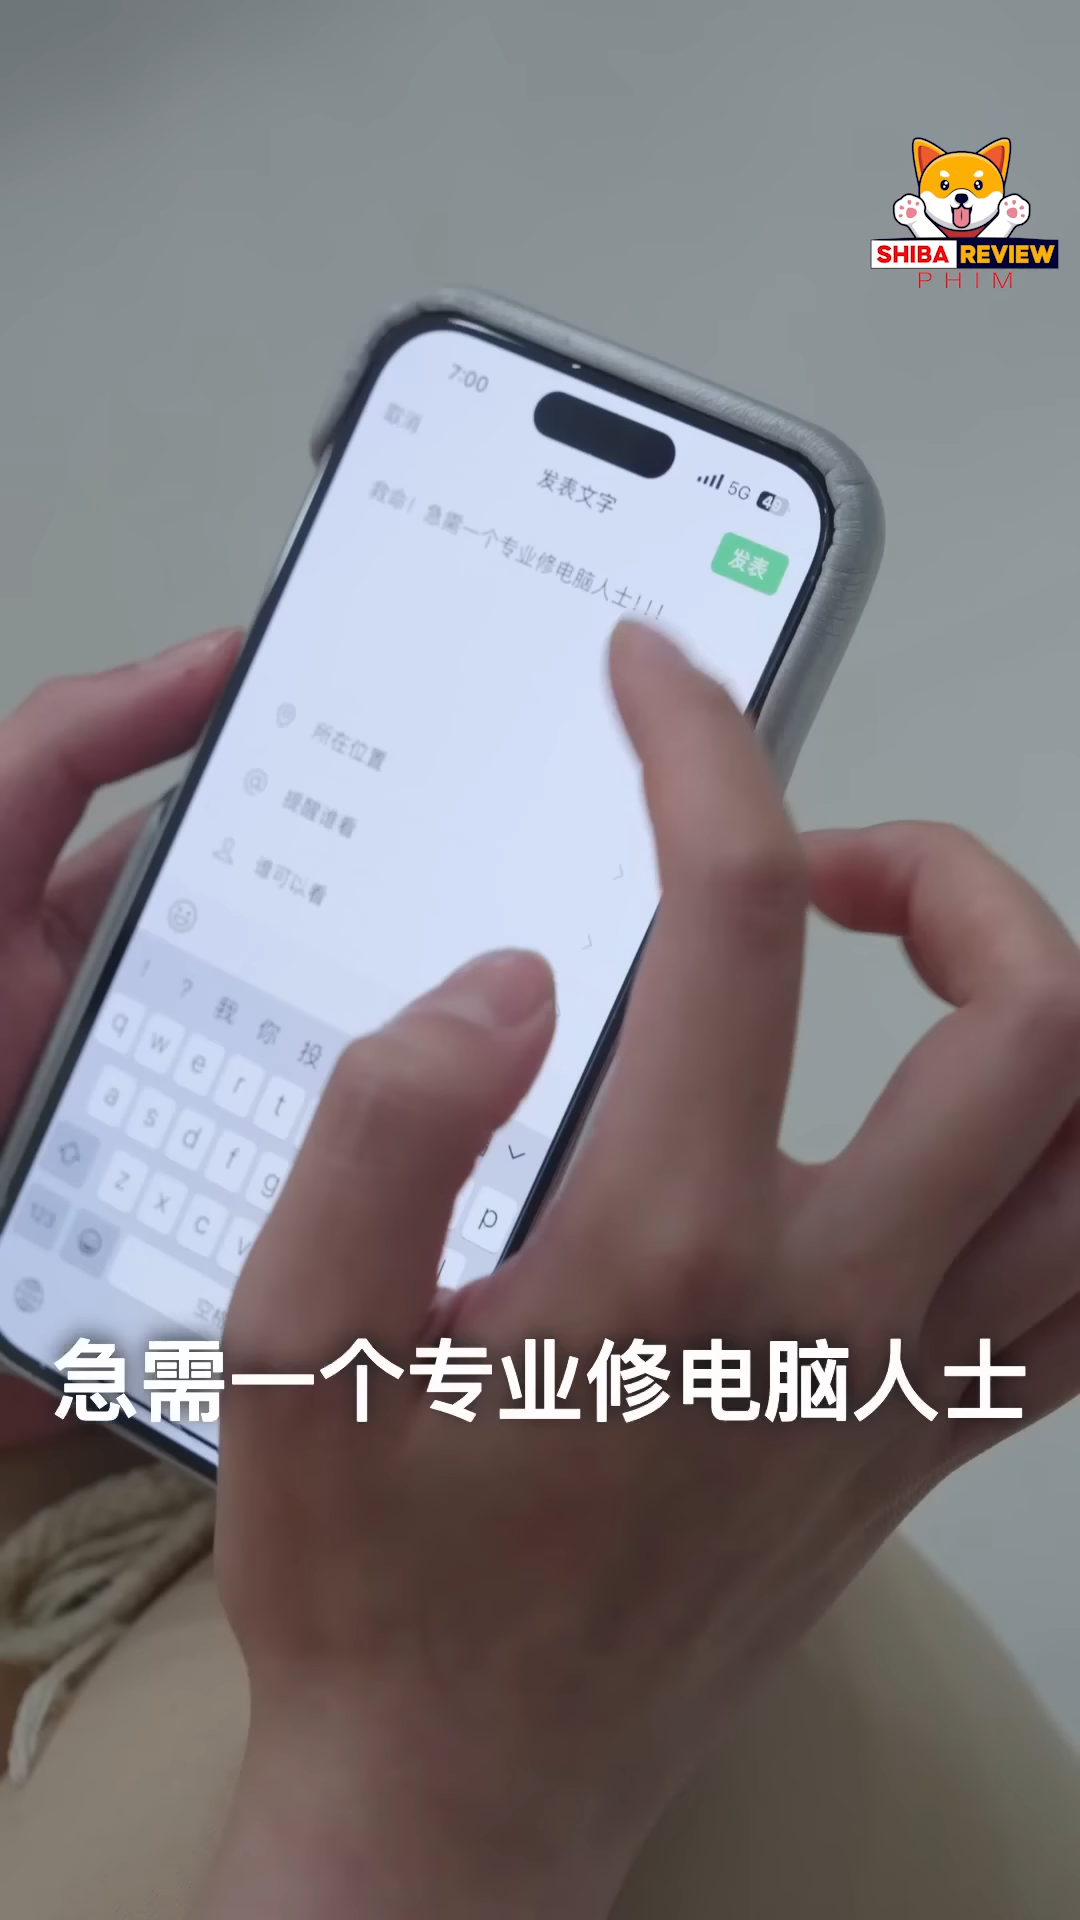 SHIBA REVIEW
PHIM
7:00
5G
取消
发表文字
发表
救命！急需一个专业修电脑人士！！！
所在位置
提醒谁看
谁可以看
！ ？ 我 你 投
q w e r t
p
a s d f g
z x c v
123
急需一个专业修电脑人士